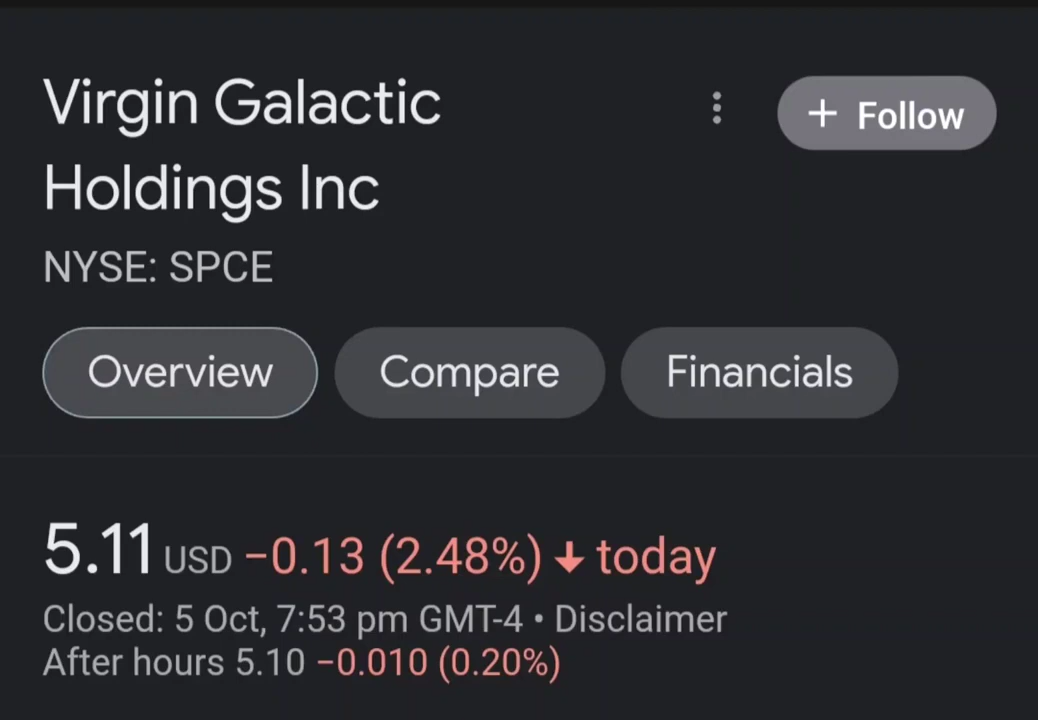 Virgin Galactic
Holdings Inc
+ Follow
NYSE: SPCE
Overview Compare Financials
5.11 USD −0.13 (2.48%) ↓ today
Closed: 5 Oct, 7:53 pm GMT-4 • Disclaimer
After hours 5.10 −0.010 (0.20%)